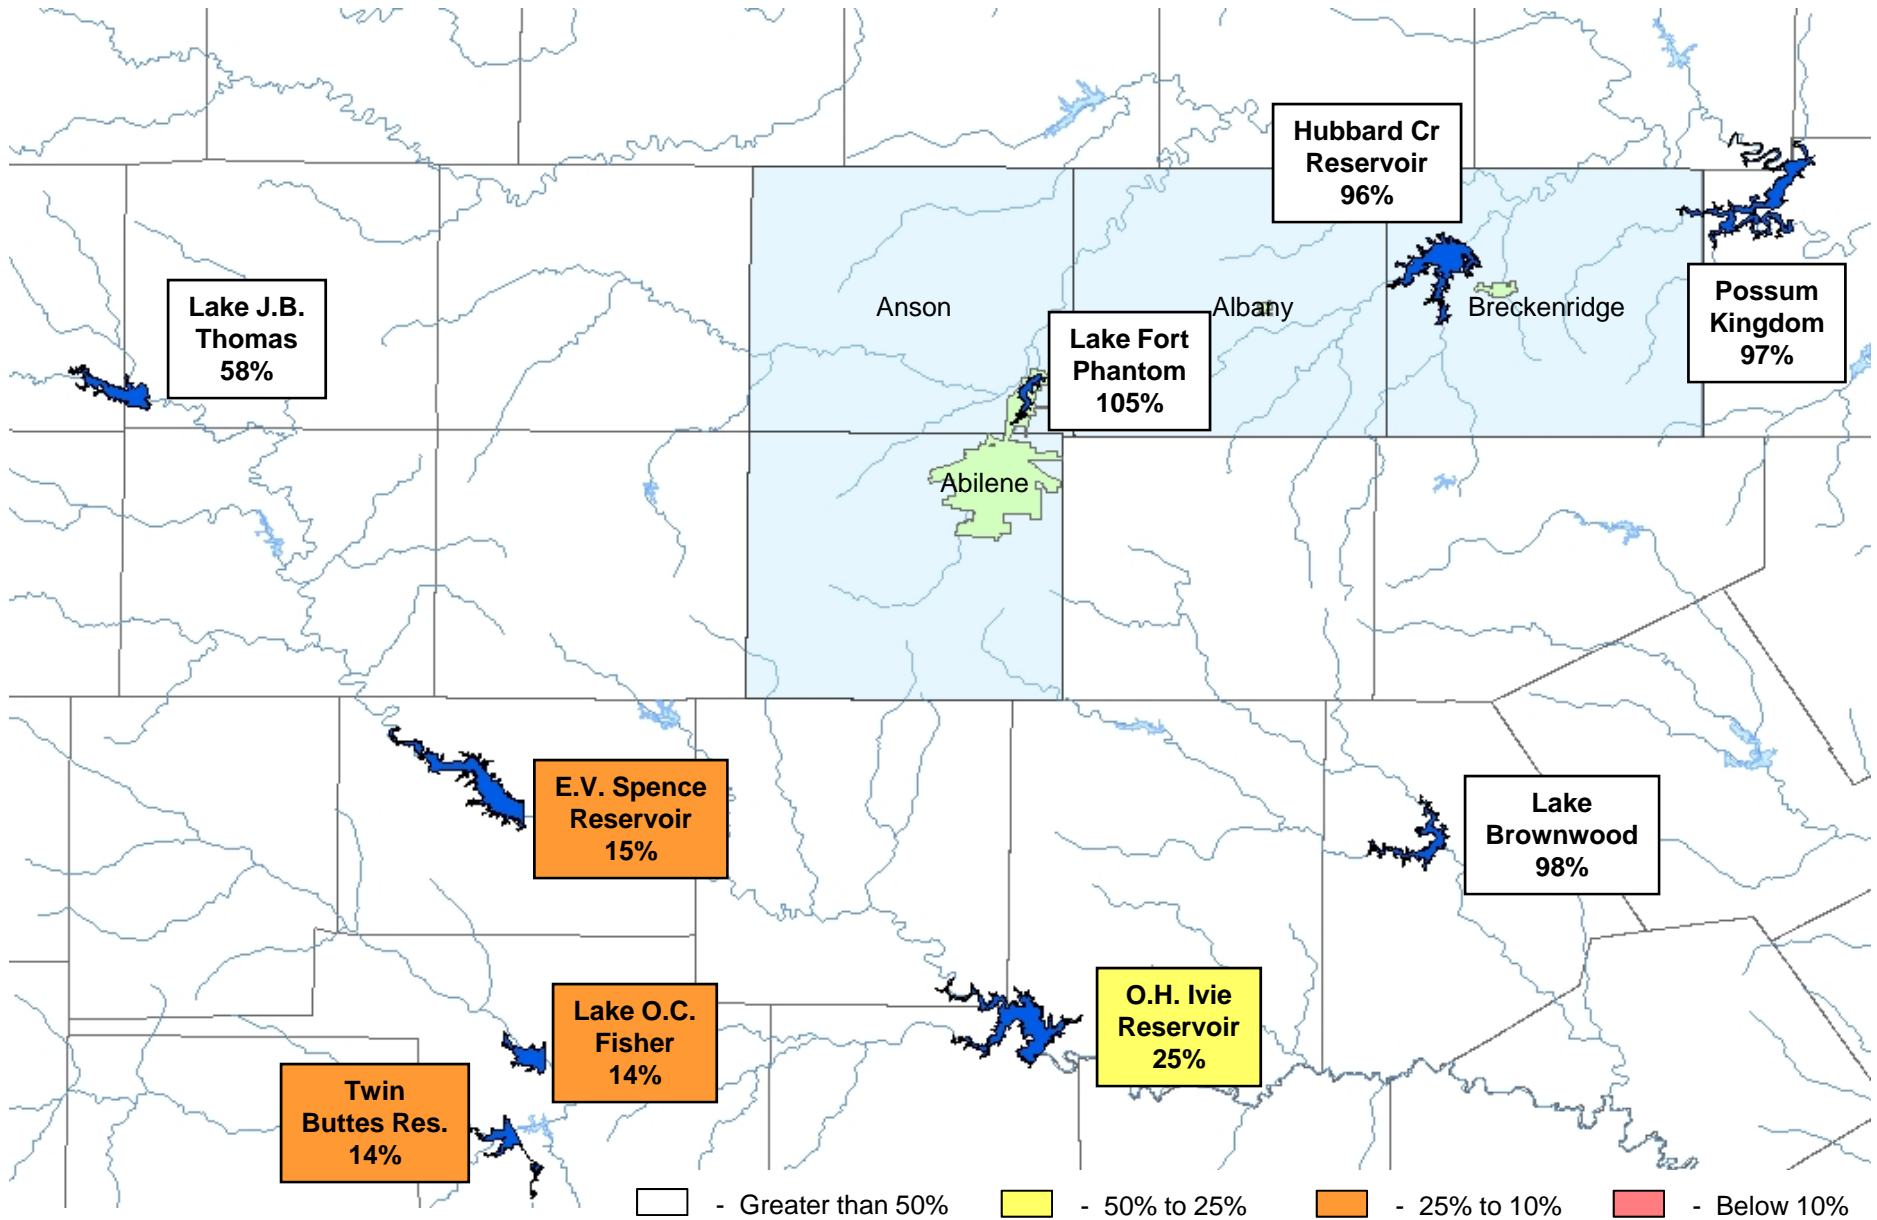 Hubbard Cr
Reservoir
96%
Lake J.B.
Thomas
58%
Anson
Albany
Breckenridge
Possum
Kingdom
97%
Lake Fort
Phantom
105%
Abilene
E.V. Spence
Reservoir
15%
Lake
Brownwood
98%
O.H. Ivie
Reservoir
25%
Lake O.C.
Fisher
14%
Twin
Buttes Res.
14%
- Greater than 50%
- 50% to 25%
- 25% to 10%
- Below 10%